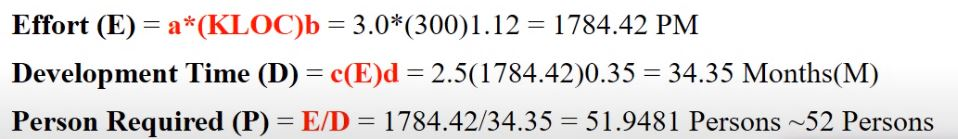 Effort (E) = a*(KLOC)b = 3.0*(300)1.12 = 1784.42 PM
Development Time (D) = c(E)d = 2.5(1784.42)0.35 = 34.35 Months(M)
Person Required (P) = E/D = 1784.42/34.35 = 51.9481 Persons ~52 Persons